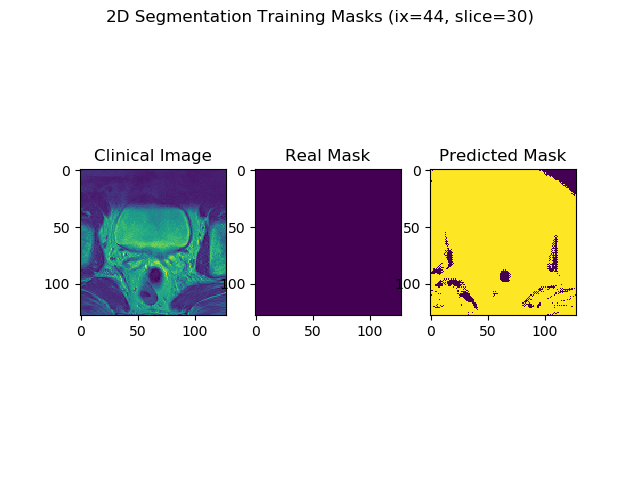 2D Segmentation Training Masks (ix=44, slice=30)
Clinical Image Real Mask Predicted Mask
0 0 0
50 50 50
100 100 100
0 50 100 0 50 100 0 50 100